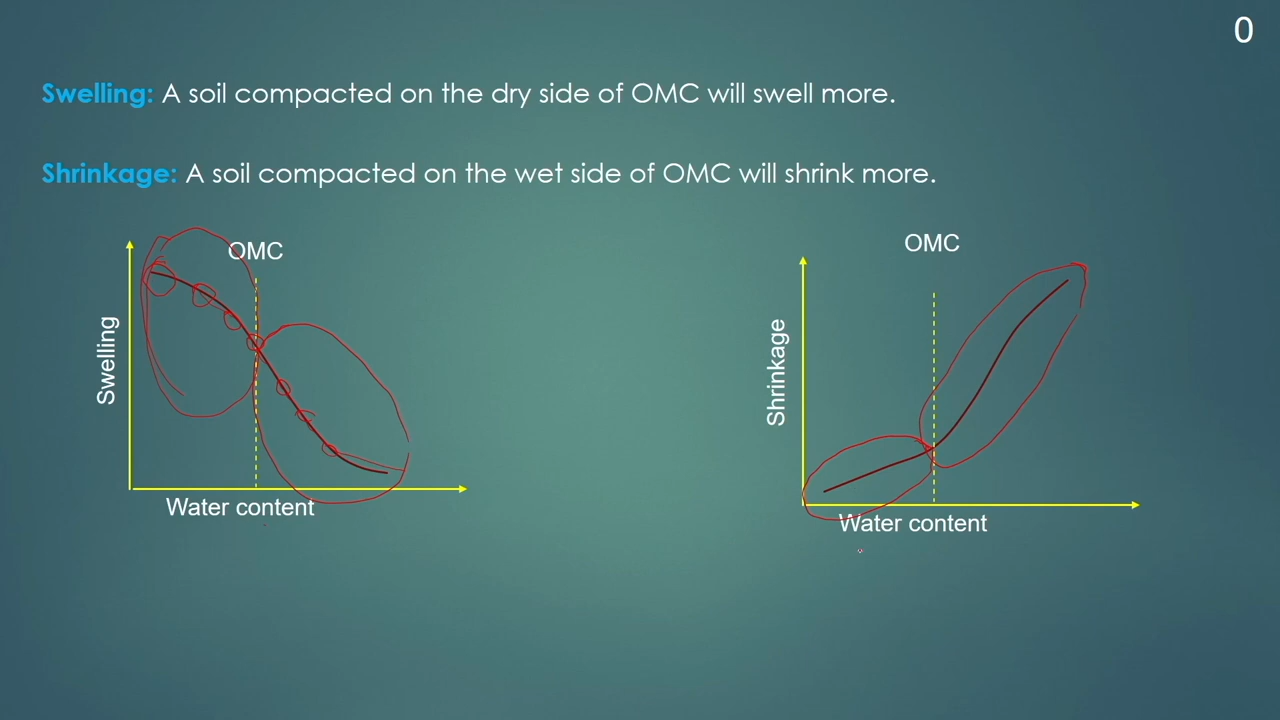 0
Swelling: A soil compacted on the dry side of OMC will swell more.
Shrinkage: A soil compacted on the wet side of OMC will shrink more.
OMC
Swelling
Water content
OMC
Shrinkage
Water content